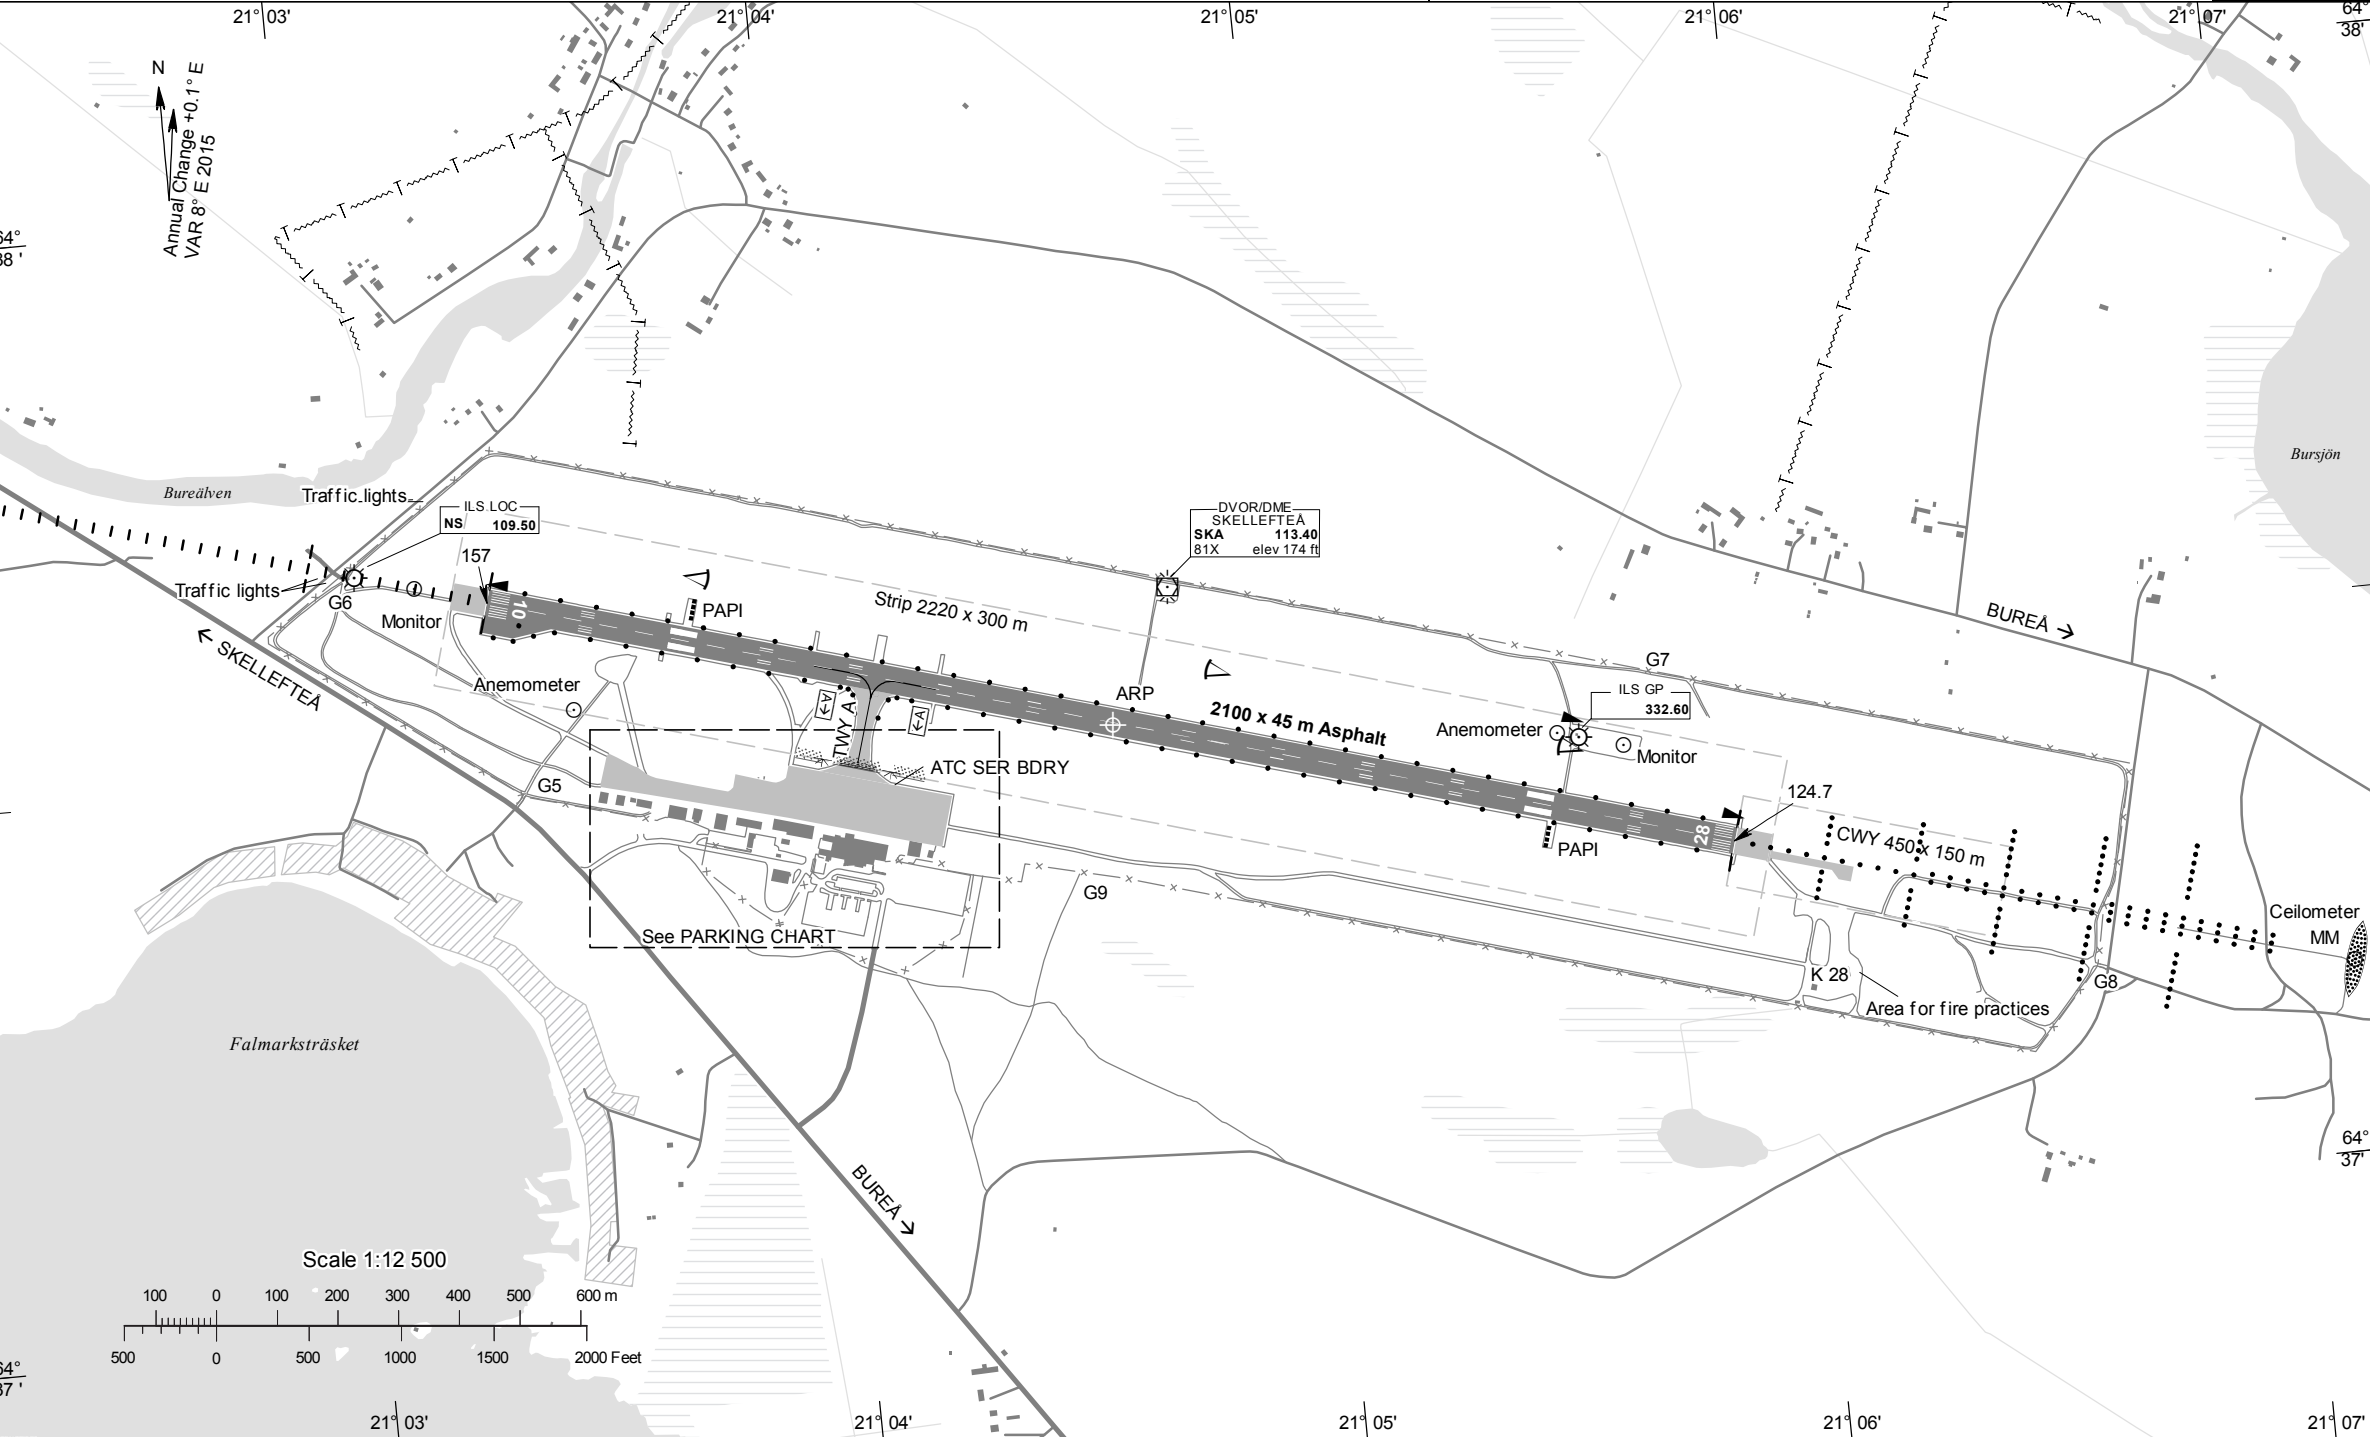 21° 03'
21° 04'
21° 05'
21° 06'
21° 07'
64°
38'
N
Annual Change +0.1° E
VAR 8° E 2015
64°
38 '
Bureälven
Traffic lights
ILS LOC
NS 109.50
157
Traffic lights
G6
Monitor
← SKELLEFTEÅ
10
PAPI
Anemometer
A→
TWY A
←A
Strip 2220 x 300 m
DVOR/DME
SKELLEFTEÅ
SKA 113.40
81X elev 174 ft
ARP
2100 x 45 m Asphalt
ATC SER BDRY
G5
See PARKING CHART
G9
G7
ILS GP
332.60
Anemometer
Monitor
124.7
28
PAPI
CWY 450 x 150 m
BUREÅ →
Bursjön
Ceilometer
MM
G8
K 28
Area for fire practices
Falmarksträsket
BUREÅ →
64°
37'
Scale 1:12 500
100 0 100 200 300 400 500 600 m
500 0 500 1000 1500 2000 Feet
64°
37 '
21° 03'
21° 04'
21° 05'
21° 06'
21° 07'